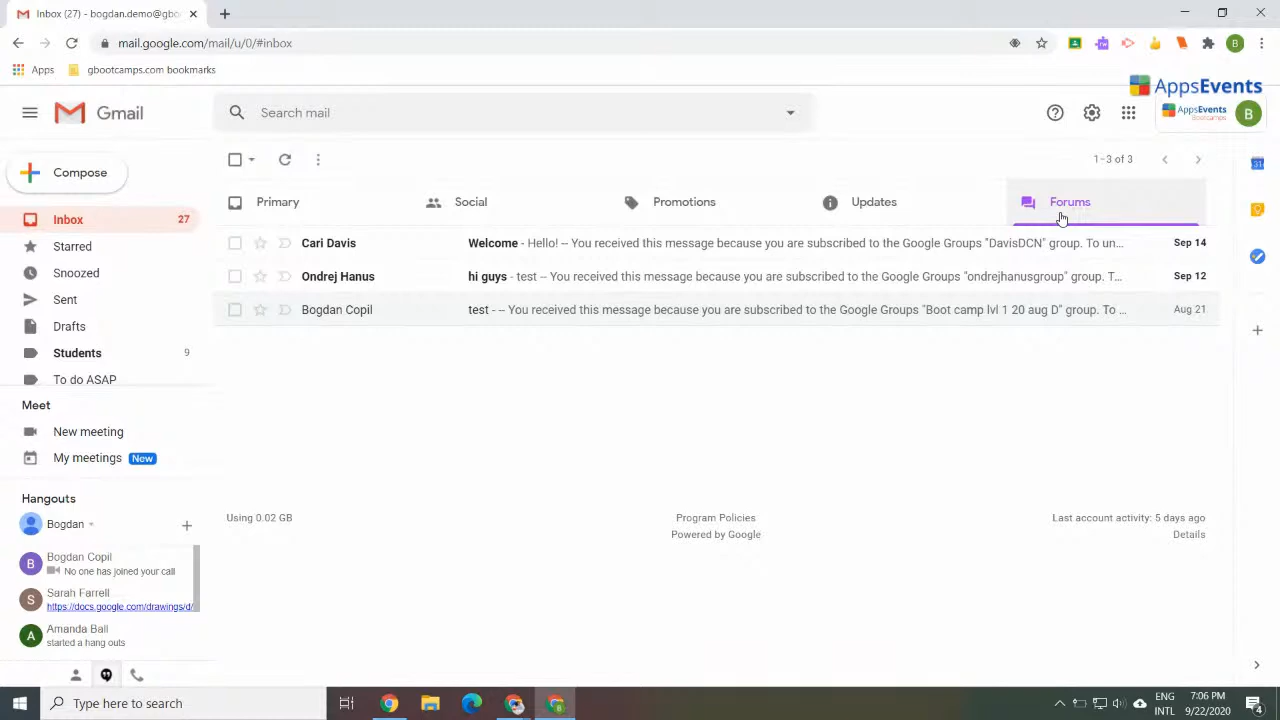 Inbox (27) - bogdan.demo@gbo
mail.google.com/mail/u/0/#inbox
Apps
gbootcamps.com bookmarks
AppsEvents
Gmail
Search mail
AppsEvents
Bootcamps
B
Compose
1–3 of 3
Primary
Social
Promotions
Updates
Forums
Inbox 27
Starred
Snoozed
Sent
Drafts
Students 9
To do ASAP
Cari Davis Welcome - Hello! -- You received this message because you are subscribed to the Google Groups "DavisDCN" group. To un... Sep 14
Ondrej Hanus hi guys - test -- You received this message because you are subscribed to the Google Groups "ondrejhanusgroup" group. T... Sep 12
Bogdan Copil test - -- You received this message because you are subscribed to the Google Groups "Boot camp lvl 1 20 aug D" group. To ... Aug 21
Meet
New meeting
My meetings New
Hangouts
Bogdan
B
Bogdan Copil
No one has joined your call
S
Sarah Farrell
https://docs.google.com/drawings/d/
A
Amanda Ball
started a hang outs
Using 0.02 GB
Program Policies
Powered by Google
Last account activity: 5 days ago
Details
Type here to search
ENG
INTL
7:06 PM
9/22/2020
4